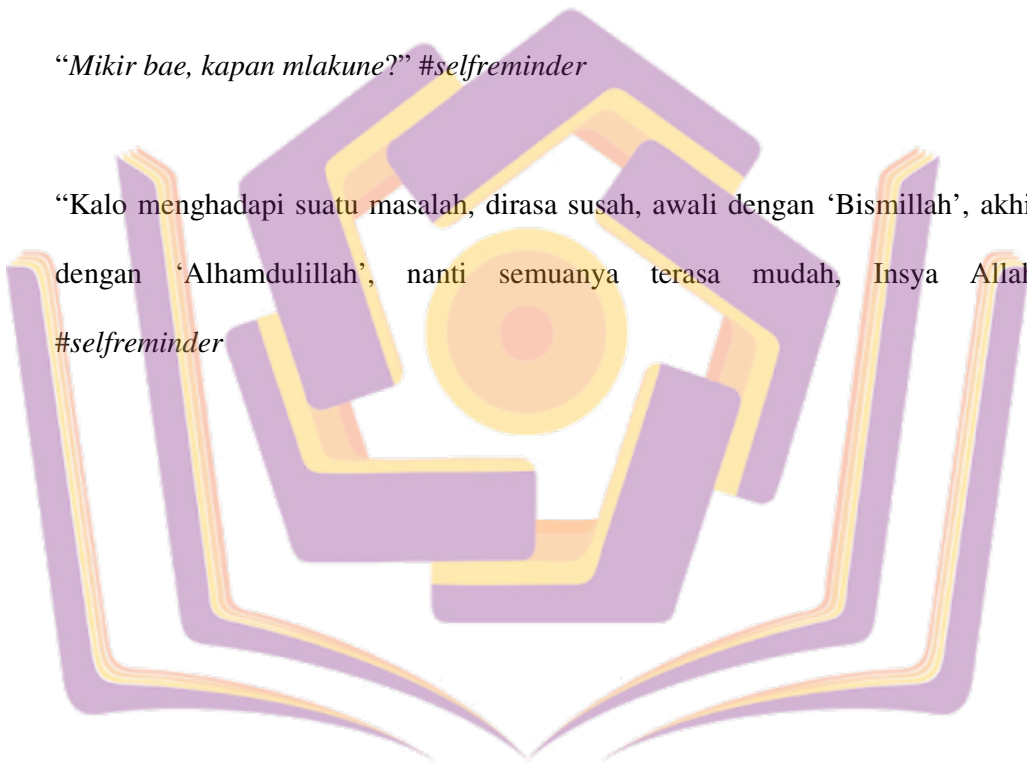 “Mikir bae, kapan mlakune?” #selfreminder
“Kalo menghadapi suatu masalah, dirasa susah, awali dengan ‘Bismillah’, akhi
dengan ‘Alhamdulillah’, nanti semuanya terasa mudah, Insya Allah
#selfreminder